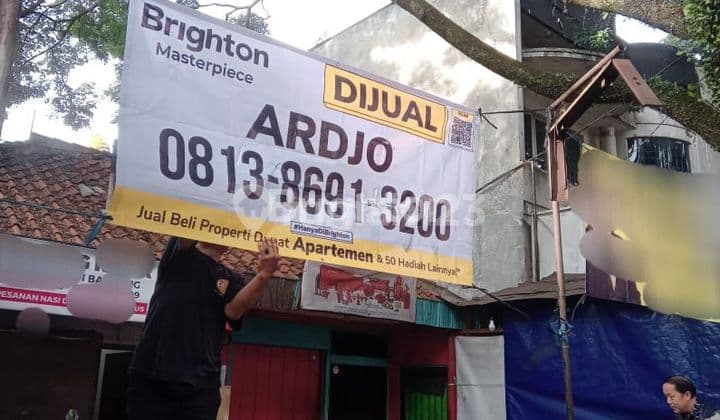 Brighton
Masterpiece
DIJUAL
ARDJO
0813-8691-3200
#HanyaDiBrighton
Jual Beli Properti Dapat Apartemen & 50 Hadiah Lainnya!*
PESANAN NASI